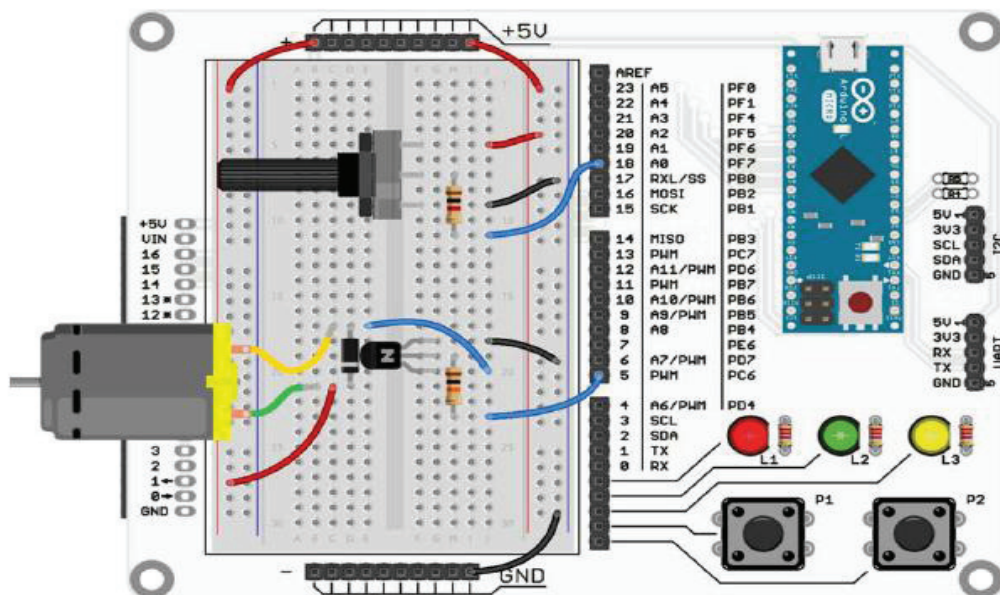 +5V
+
AREF
23 A5 PF0
22 A4 PF1
21 A3 PF4
20 A2 PF5
19 A1 PF6
18 A0 PF7
17 RXL/SS PB0
16 MOSI PB2
15 SCK PB1
14 MISO PB3
13 PWM PC7
12 A11/PWM PD6
11 PWM PB7
10 A10/PWM PB6
9 A9/PWM PB5
8 A8 PB4
7 PE6
6 A7/PWM PD7
5 PWM PC6
4 A6/PWM PD4
3 SCL
2 SDA
1 TX
0 RX
+5V
VIN
16
15
14
13
12
3
2
1
0
GND
N
Arduino
MICRO
5V
3V3
SCL
SDA
GND
I2C
5V
3V3
RX
TX
GND
UART
L1
L2
L3
P1
P2
-
GND